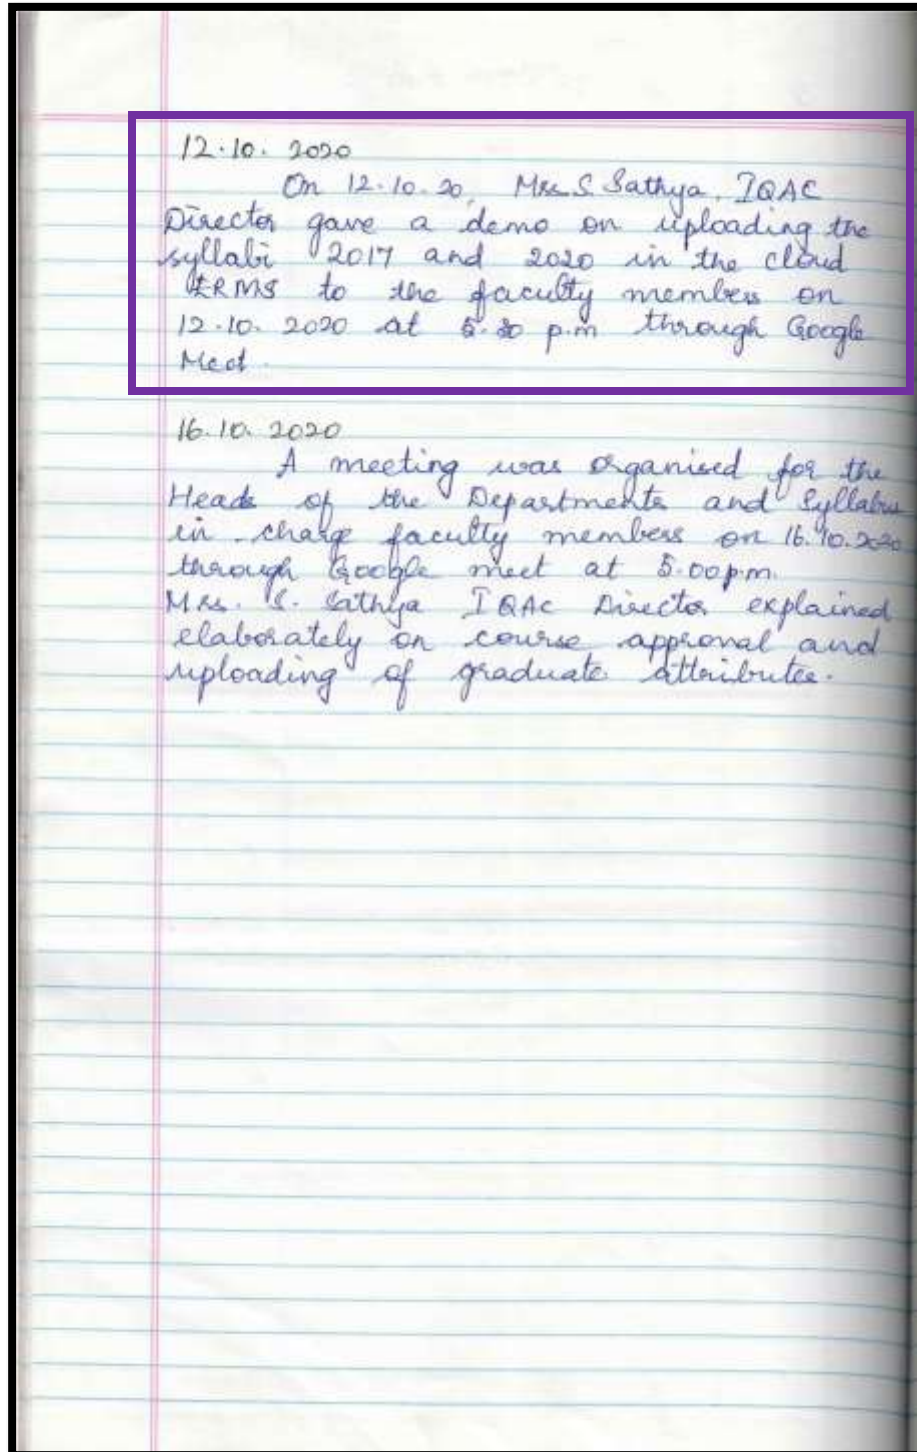 12.10. 2020
On 12.10.20, Mrs. S Sathya, IQAC
Director gave a demo on uploading the
syllabi 2017 and 2020 in the cloud
to the faculty members on
12.10. 2020 at p.m through Google
Meet.
16.10. 2020
A meeting was organised for the
Heads of the Departments and Syllabus
in-charge faculty members on 16.10.2020
through Google meet at 5.00p.m.
Mrs. S. Sathya IQAC Director explained
elaborately on course approval and
uploading of graduate attributes.